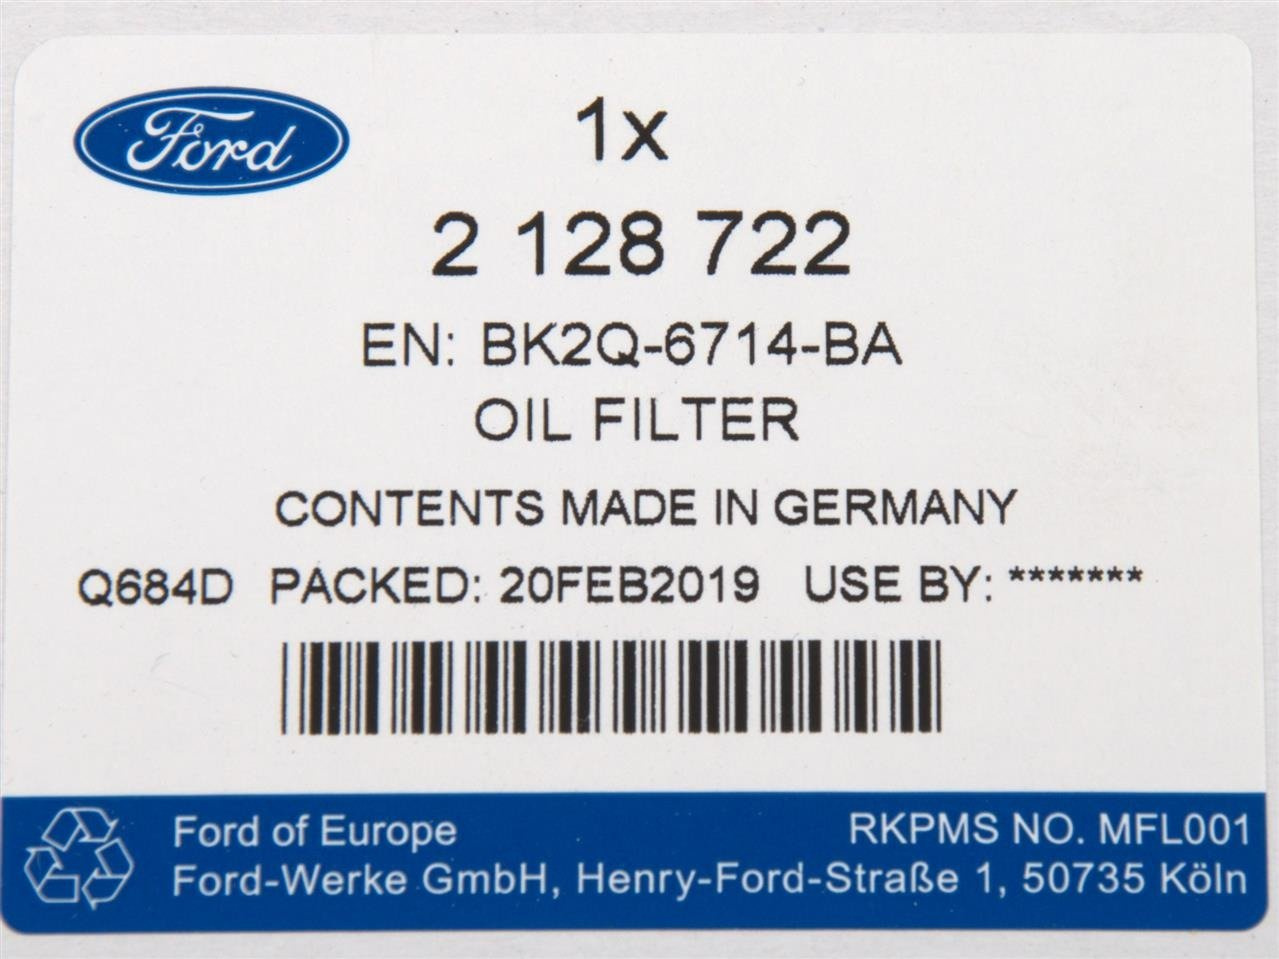 Ford
1x
2 128 722
EN: BK2Q-6714-BA
OIL FILTER
CONTENTS MADE IN GERMANY
Q684D PACKED: 20FEB2019 USE BY: *******
Ford of Europe RKPMS NO. MFL001
Ford-Werke GmbH, Henry-Ford-Straße 1, 50735 Köln